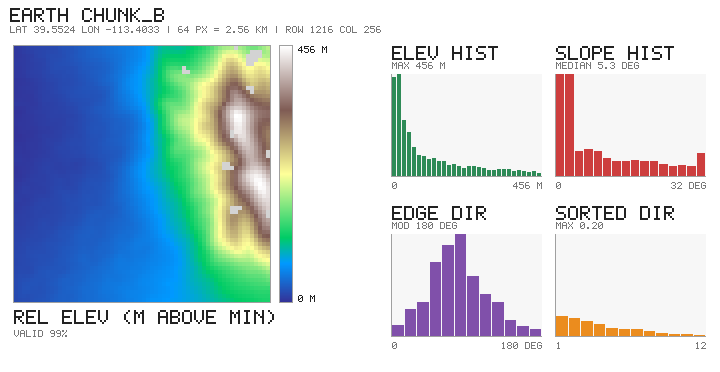 EARTH CHUNK_B
LAT 39.5524 LON -113.4033 | 64 PX = 2.56 KM | ROW 1216 COL 256
456 M
0 M
REL ELEV (M ABOVE MIN)
VALID 99%
ELEV HIST
MAX 456 M
0 456 M
SLOPE HIST
MEDIAN 5.3 DEG
0 32 DEG
EDGE DIR
MOD 180 DEG
0 180 DEG
SORTED DIR
MAX 0.20
1 12